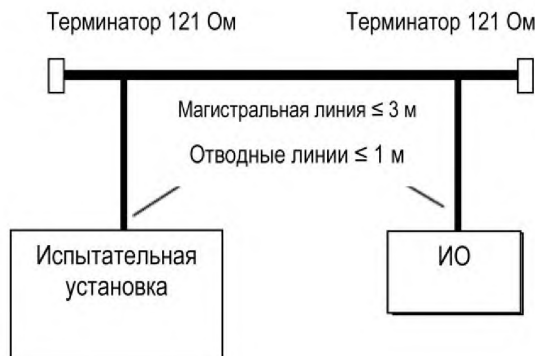 Терминатор 121 Ом
Терминатор 121 Ом
Магистральная линия ≤ 3 м
Отводные линии ≤ 1 м
Испытательная
установка
ИО